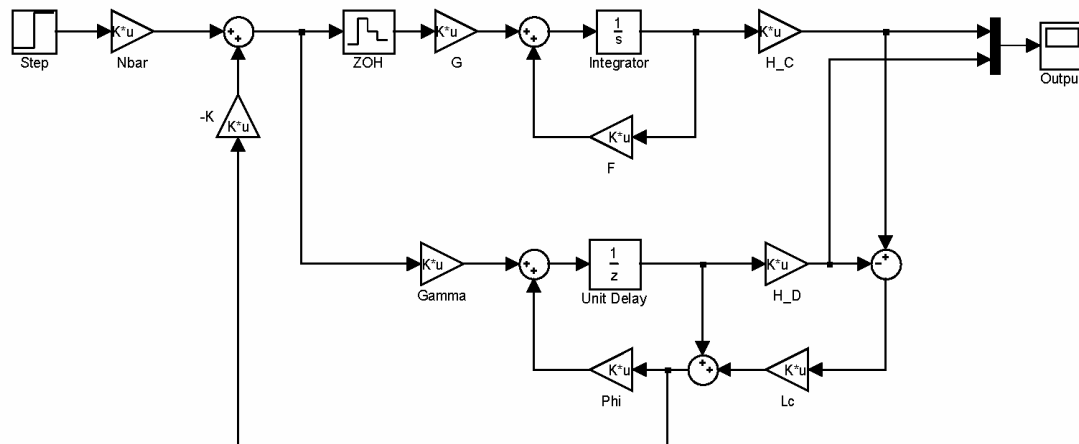 Step
K*u
Nbar
+
+
ZOH
K*u
G
+
+
1
s
Integrator
K*u
H_C
Output
-K
K*u
K*u
F
K*u
Gamma
+
+
1
z
Unit Delay
K*u
H_D
-
+
K*u
Phi
+
+
K*u
Lc